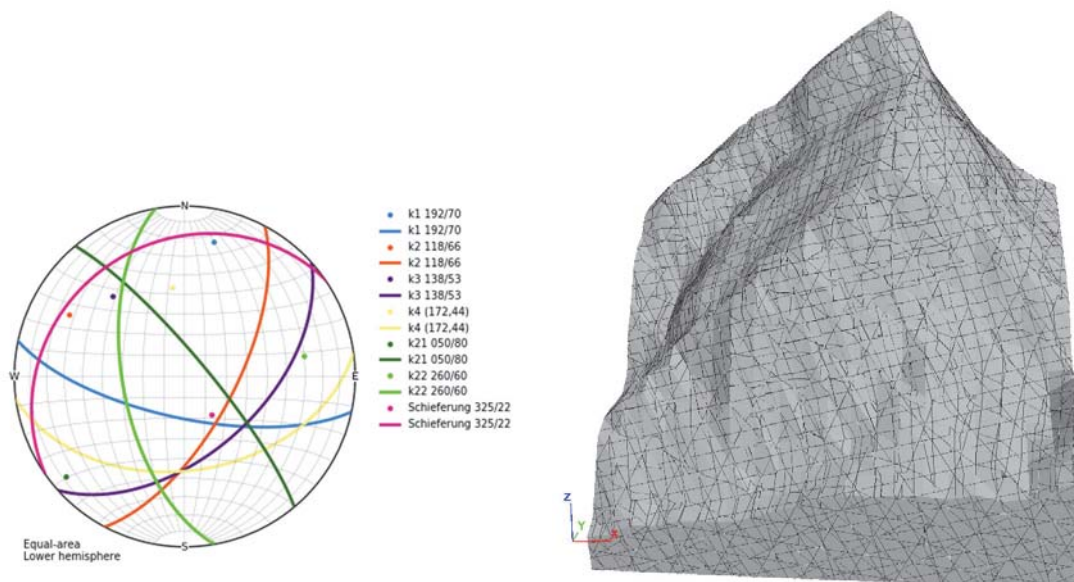 N
W
E
S
Equal-area
Lower hemisphere
k1 192/70
k1 192/70
k2 118/66
k2 118/66
k3 138/53
k3 138/53
k4 (172,44)
k4 (172,44)
k21 050/80
k21 050/80
k22 260/60
k22 260/60
Schieferung 325/22
Schieferung 325/22
Z
Y
X